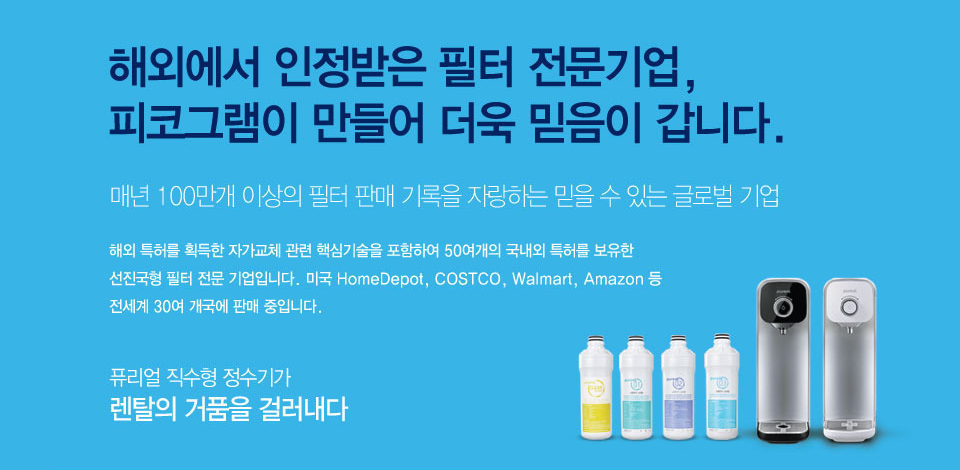 해외에서 인정받은 필터 전문기업,
피코그램이 만들어 더욱 믿음이 갑니다.
매년 100만개 이상의 필터 판매 기록을 자랑하는 믿을 수 있는 글로벌 기업
해외 특허를 획득한 자가교체 관련 핵심기술을 포함하여 50여개의 국내외 특허를 보유한
선진국형 필터 전문 기업입니다. 미국 HomeDepot, COSTCO, Walmart, Amazon 등
전세계 30여 개국에 판매 중입니다.
퓨리얼 직수형 정수기가
렌탈의 거품을 걸러내다